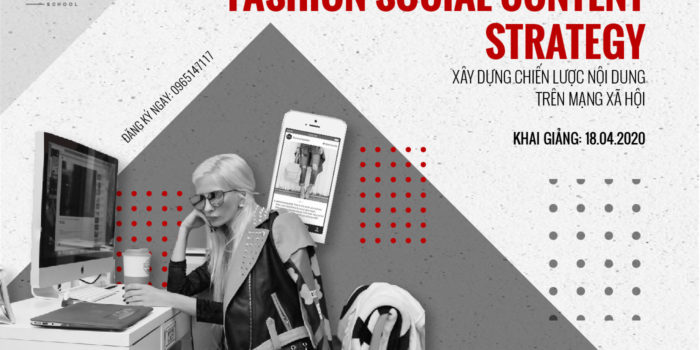 SCHOOL
FASHION SOCIAL CONTENT
STRATEGY
XÂY DỰNG CHIẾN LƯỢC NỘI DUNG
TRÊN MẠNG XÃ HỘI
KHAI GIẢNG: 18.04.2020
ĐĂNG KÝ NGAY: 0965147117